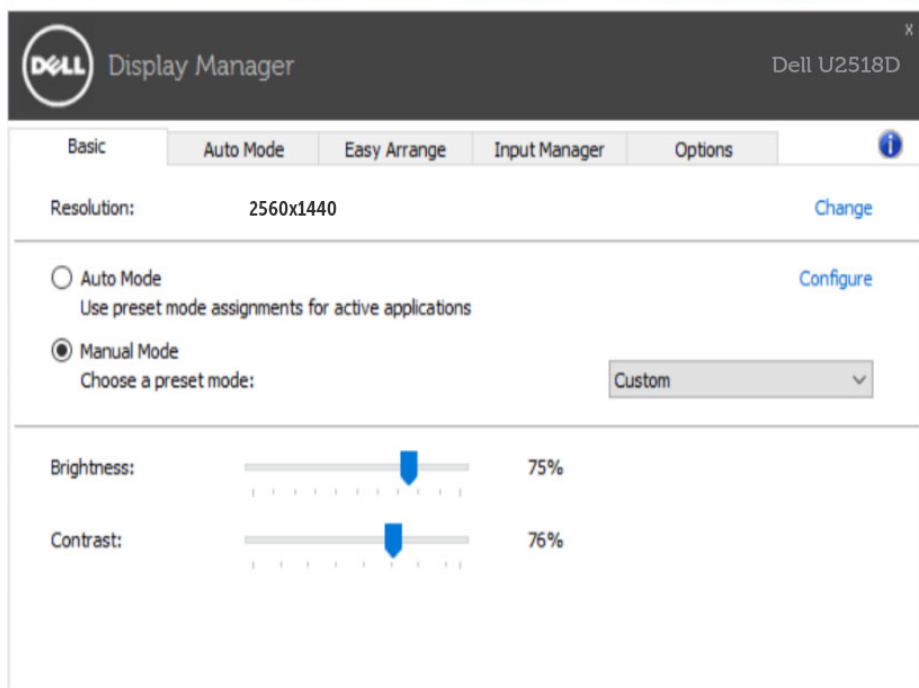 x
DELL Display Manager Dell U2518D
Basic Auto Mode Easy Arrange Input Manager Options i
Resolution: 2560x1440 Change
Auto Mode Configure
Use preset mode assignments for active applications
Manual Mode
Choose a preset mode: Custom
Brightness: 75%
Contrast: 76%